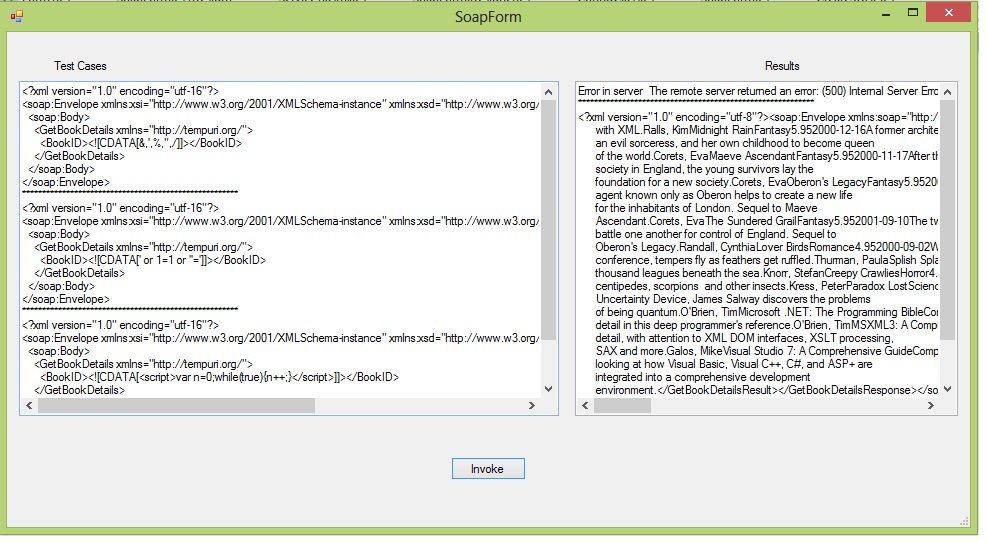 SoapForm
Test Cases
<?xml version="1.0" encoding="utf-16"?>
<soap:Envelope xmlns:xsi="http://www.w3.org/2001/XMLSchema-instance" xmlns:xsd="http://www.w3.org/
<soap:Body>
<GetBookDetails xmlns="http://tempuri.org/">
<BookID><![CDATA[&,',%,",/]]></BookID>
</GetBookDetails>
</soap:Body>
</soap:Envelope>
<?xml version="1.0" encoding="utf-16"?>
<soap:Envelope xmlns:xsi="http://www.w3.org/2001/XMLSchema-instance" xmlns:xsd="http://www.w3.org/
<soap:Body>
<GetBookDetails xmlns="http://tempuri.org/">
<BookID><![CDATA[' or 1=1 or ''=']]></BookID>
</GetBookDetails>
</soap:Body>
</soap:Envelope>
<?xml version="1.0" encoding="utf-16"?>
<soap:Envelope xmlns:xsi="http://www.w3.org/2001/XMLSchema-instance" xmlns:xsd="http://www.w3.org/
<soap:Body>
<GetBookDetails xmlns="http://tempuri.org/">
<BookID><![CDATA[<script>var n=0;while(true){n++;}</script>]]></BookID>
</GetBookDetails>
Results
Error in server The remote server returned an error: (500) Internal Server Erro
<?xml version="1.0" encoding="utf-8"?><soap:Envelope xmlns:soap="http:/
with XML.Ralls, KimMidnight RainFantasy5.952000-12-16A former archite
an evil sorceress, and her own childhood to become queen
of the world.Corets, EvaMaeve AscendantFantasy5.952000-11-17After th
society in England, the young survivors lay the
foundation for a new society.Corets, EvaOberon's LegacyFantasy5.9520
agent known only as Oberon helps to create a new life
for the inhabitants of London. Sequel to Maeve
Ascendant.Corets, EvaThe Sundered GrailFantasy5.952001-09-10The tw
battle one another for control of England. Sequel to
Oberon's Legacy.Randall, CynthiaLover BirdsRomance4.952000-09-02W
conference, tempers fly as feathers get ruffled.Thurman, PaulaSplish Spla
thousand leagues beneath the sea.Knorr, StefanCreepy CrawliesHorror4.
centipedes, scorpions and other insects.Kress, PeterParadox LostScienc
Uncertainty Device, James Salway discovers the problems
of being quantum.O'Brien, TimMicrosoft .NET: The Programming BibleCo
detail in this deep programmer's reference.O'Brien, TimMSXML3: A Comp
detail, with attention to XML DOM interfaces, XSLT processing,
SAX and more.Galos, MikeVisual Studio 7: A Comprehensive GuideComp
looking at how Visual Basic, Visual C++, C#, and ASP+ are
integrated into a comprehensive development
environment.</GetBookDetailsResult></GetBookDetailsResponse></so
Invoke